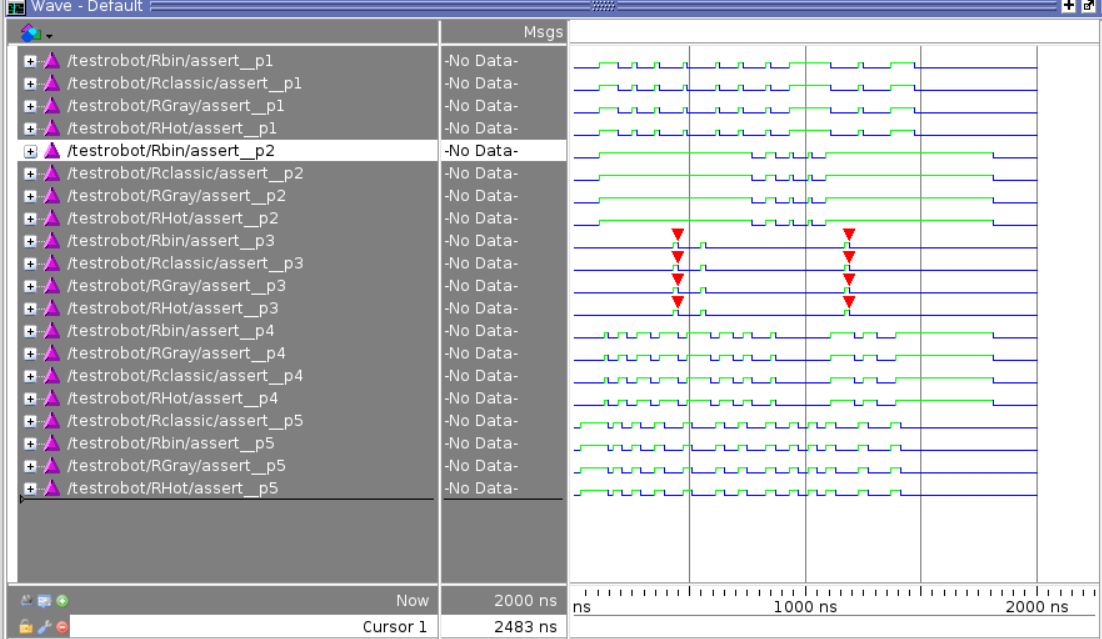 Wave - Default
Msgs
/testrobot/Rbin/assert__p1 -No Data-
/testrobot/Rclassic/assert__p1 -No Data-
/testrobot/RGray/assert__p1 -No Data-
/testrobot/RHot/assert__p1 -No Data-
/testrobot/Rbin/assert__p2 -No Data-
/testrobot/Rclassic/assert__p2 -No Data-
/testrobot/RGray/assert__p2 -No Data-
/testrobot/RHot/assert__p2 -No Data-
/testrobot/Rbin/assert__p3 -No Data-
/testrobot/Rclassic/assert__p3 -No Data-
/testrobot/RGray/assert__p3 -No Data-
/testrobot/RHot/assert__p3 -No Data-
/testrobot/Rbin/assert__p4 -No Data-
/testrobot/RGray/assert__p4 -No Data-
/testrobot/Rclassic/assert__p4 -No Data-
/testrobot/RHot/assert__p4 -No Data-
/testrobot/Rclassic/assert__p5 -No Data-
/testrobot/Rbin/assert__p5 -No Data-
/testrobot/RGray/assert__p5 -No Data-
/testrobot/RHot/assert__p5 -No Data-
Now 2000 ns ns 1000 ns 2000 ns
Cursor 1 2483 ns